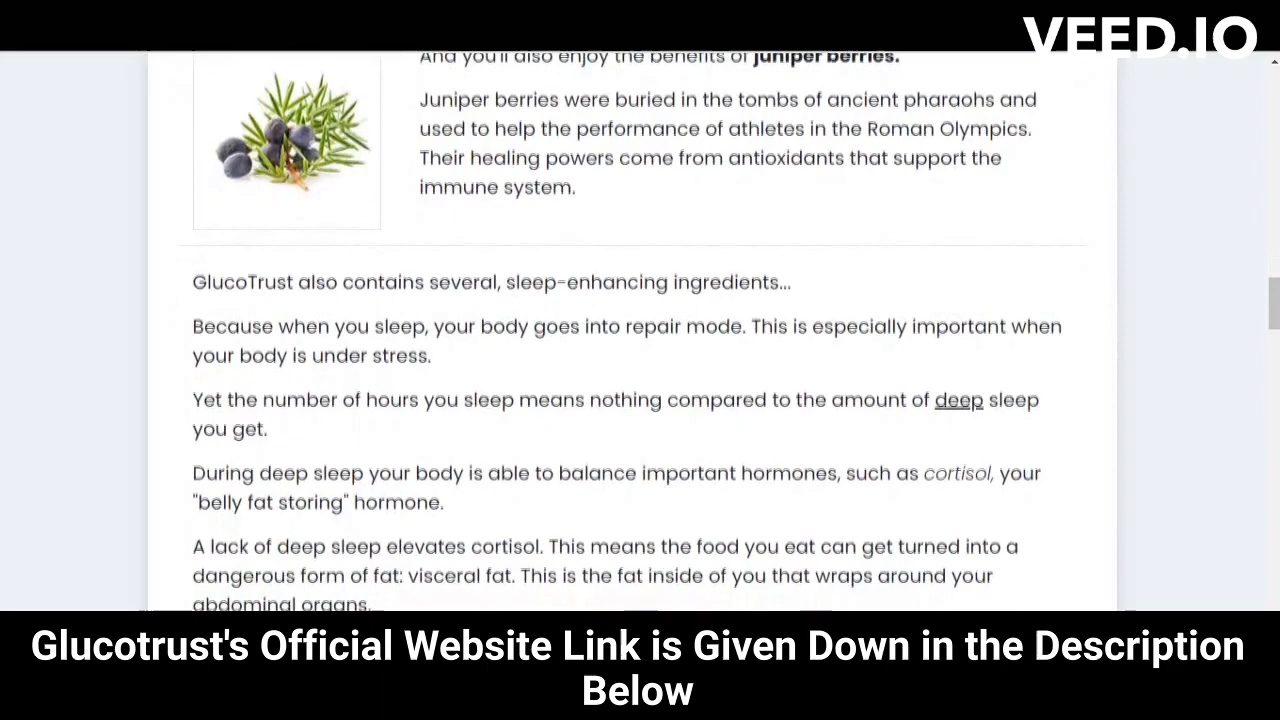 VEED.IO
And you'll also enjoy the benefits of juniper berries.
Juniper berries were buried in the tombs of ancient pharaohs and
used to help the performance of athletes in the Roman Olympics.
Their healing powers come from antioxidants that support the
immune system.
GlucoTrust also contains several, sleep-enhancing ingredients...
Because when you sleep, your body goes into repair mode. This is especially important when
your body is under stress.
Yet the number of hours you sleep means nothing compared to the amount of deep sleep
you get.
During deep sleep your body is able to balance important hormones, such as cortisol, your
"belly fat storing" hormone.
A lack of deep sleep elevates cortisol. This means the food you eat can get turned into a
dangerous form of fat: visceral fat. This is the fat inside of you that wraps around your
abdominal organs.
Glucotrust's Official Website Link is Given Down in the Description
Below